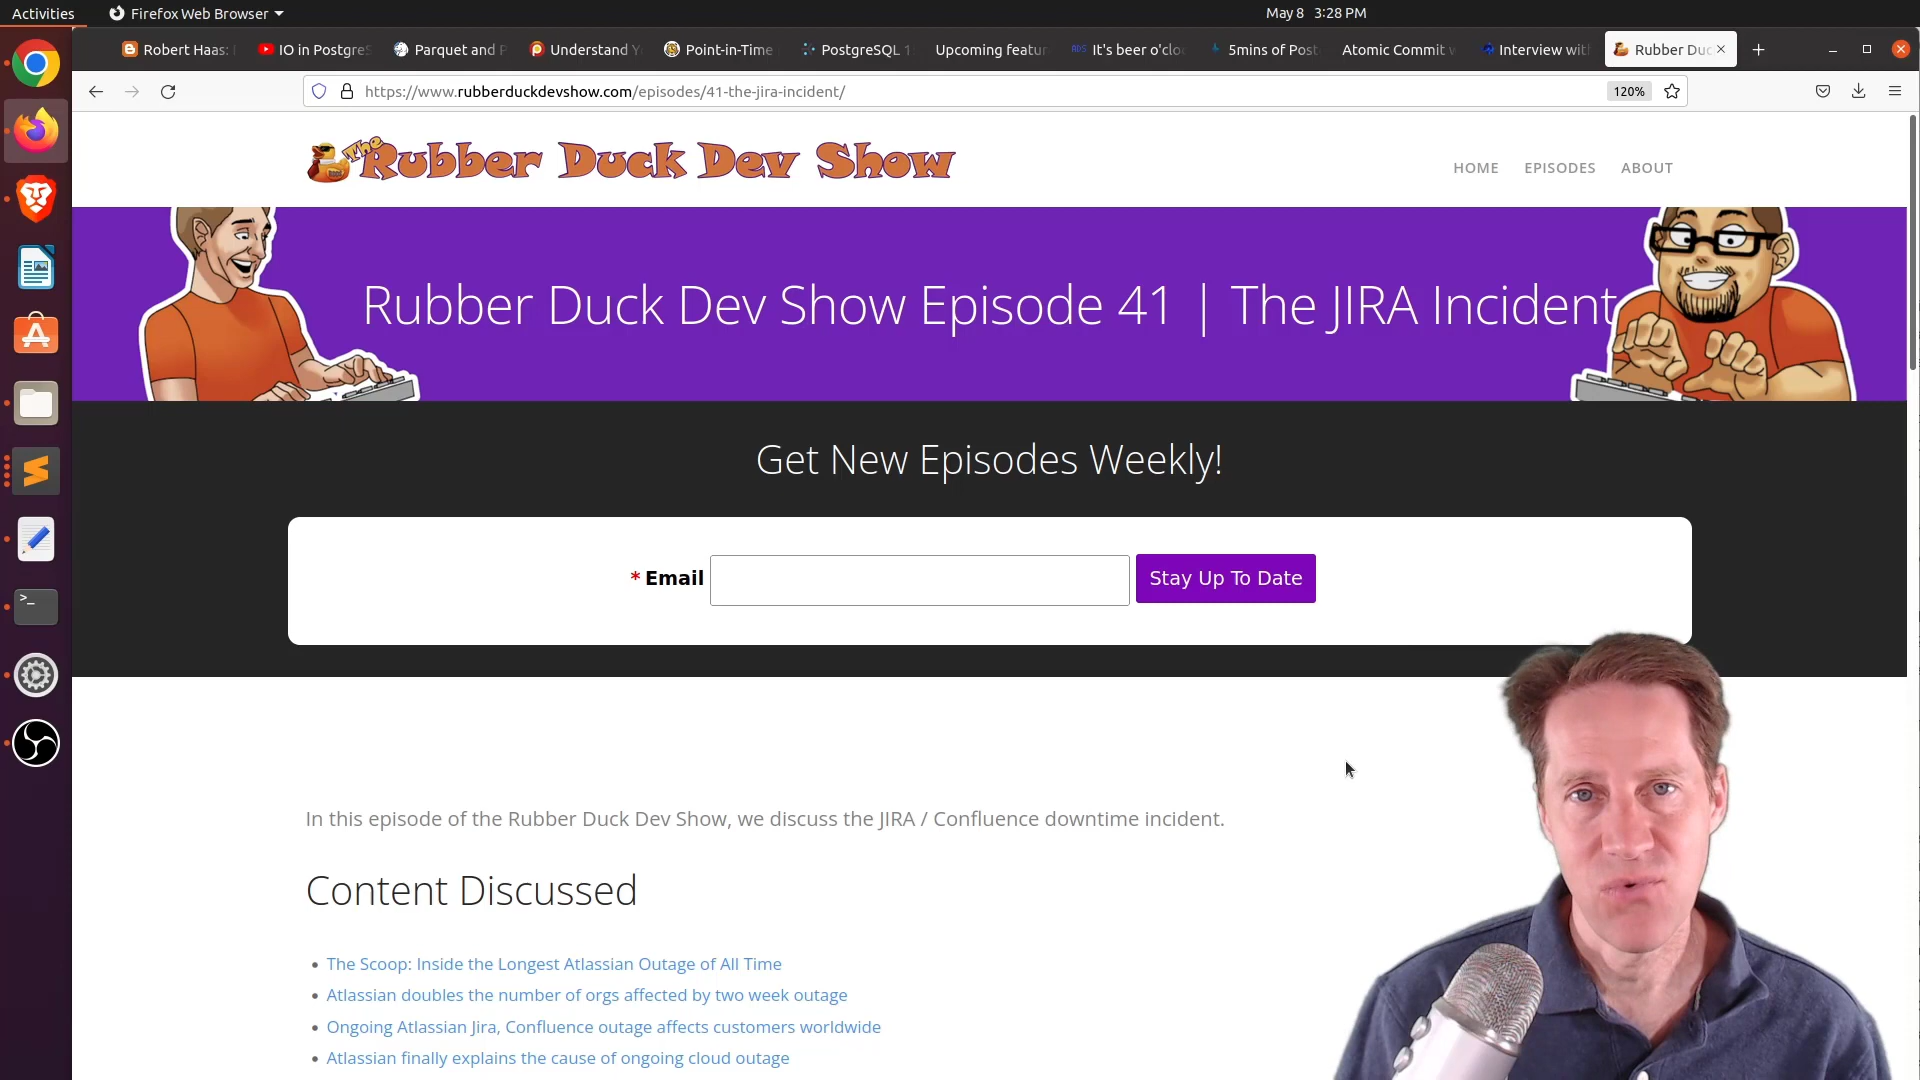 Activities
Firefox Web Browser
May 8 3:28 PM
Robert Haas:
IO in PostgreS
Parquet and P
Understand Y
Point-in-Time
PostgreSQL 1
Upcoming featur
It's beer o'clo
5mins of Post
Atomic Commit w
Interview with
Rubber Duc
https://www.rubberduckdevshow.com/episodes/41-the-jira-incident/
120%
The Rubber Duck Dev Show
HOME
EPISODES
ABOUT
Rubber Duck Dev Show Episode 41 | The JIRA Incident
Get New Episodes Weekly!
* Email
Stay Up To Date
In this episode of the Rubber Duck Dev Show, we discuss the JIRA / Confluence downtime incident.
Content Discussed
The Scoop: Inside the Longest Atlassian Outage of All Time
Atlassian doubles the number of orgs affected by two week outage
Ongoing Atlassian Jira, Confluence outage affects customers worldwide
Atlassian finally explains the cause of ongoing cloud outage